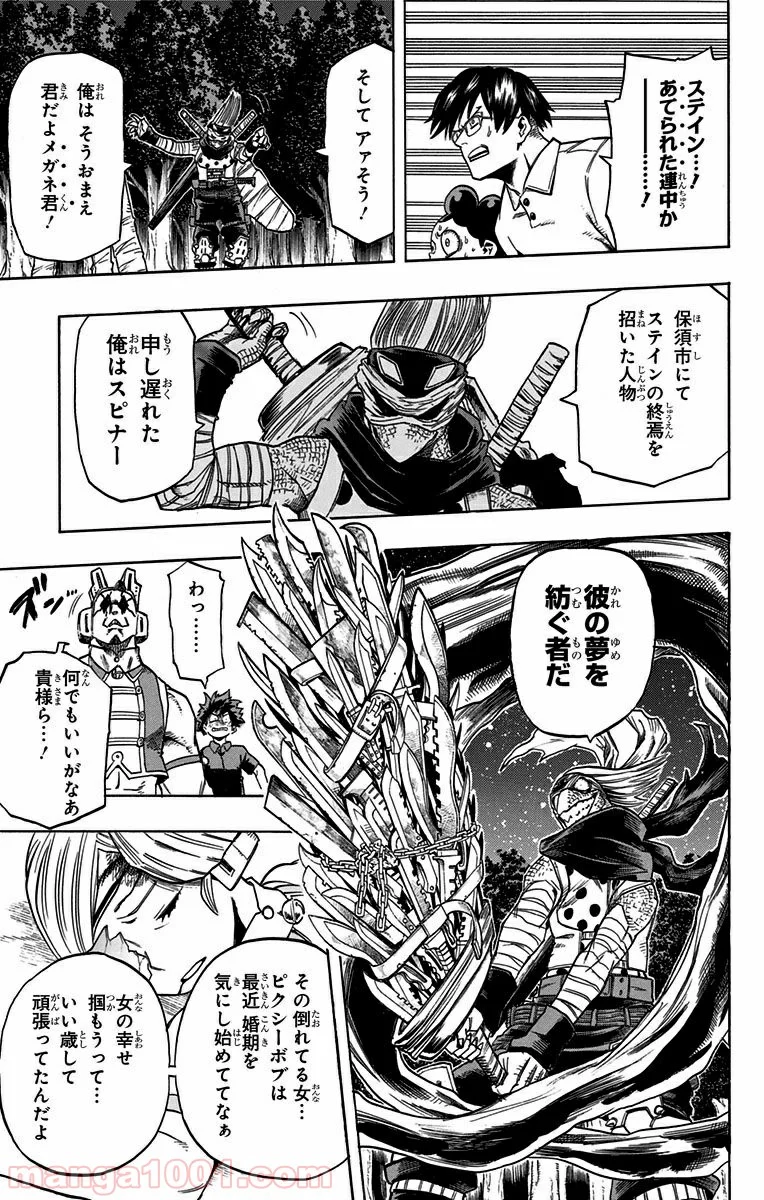 ステイン…！
あてられた連中か
―――………！
そして アァそう！
俺は そうおまえ
君だよメガネ君！
保須市にて
ステインの終焉を
招いた人物
申し遅れた
俺はスピナー
彼の夢を
紡ぐ者だ
わっ……
ズン
何でもいいがなあ
貴様ら…！
その倒れてる女…
ピクシーボブは
最近 婚期を
気にし始めててなぁ
女の幸せ
掴もうって…
いい歳して
頑張ってたんだよ
manga1001.com